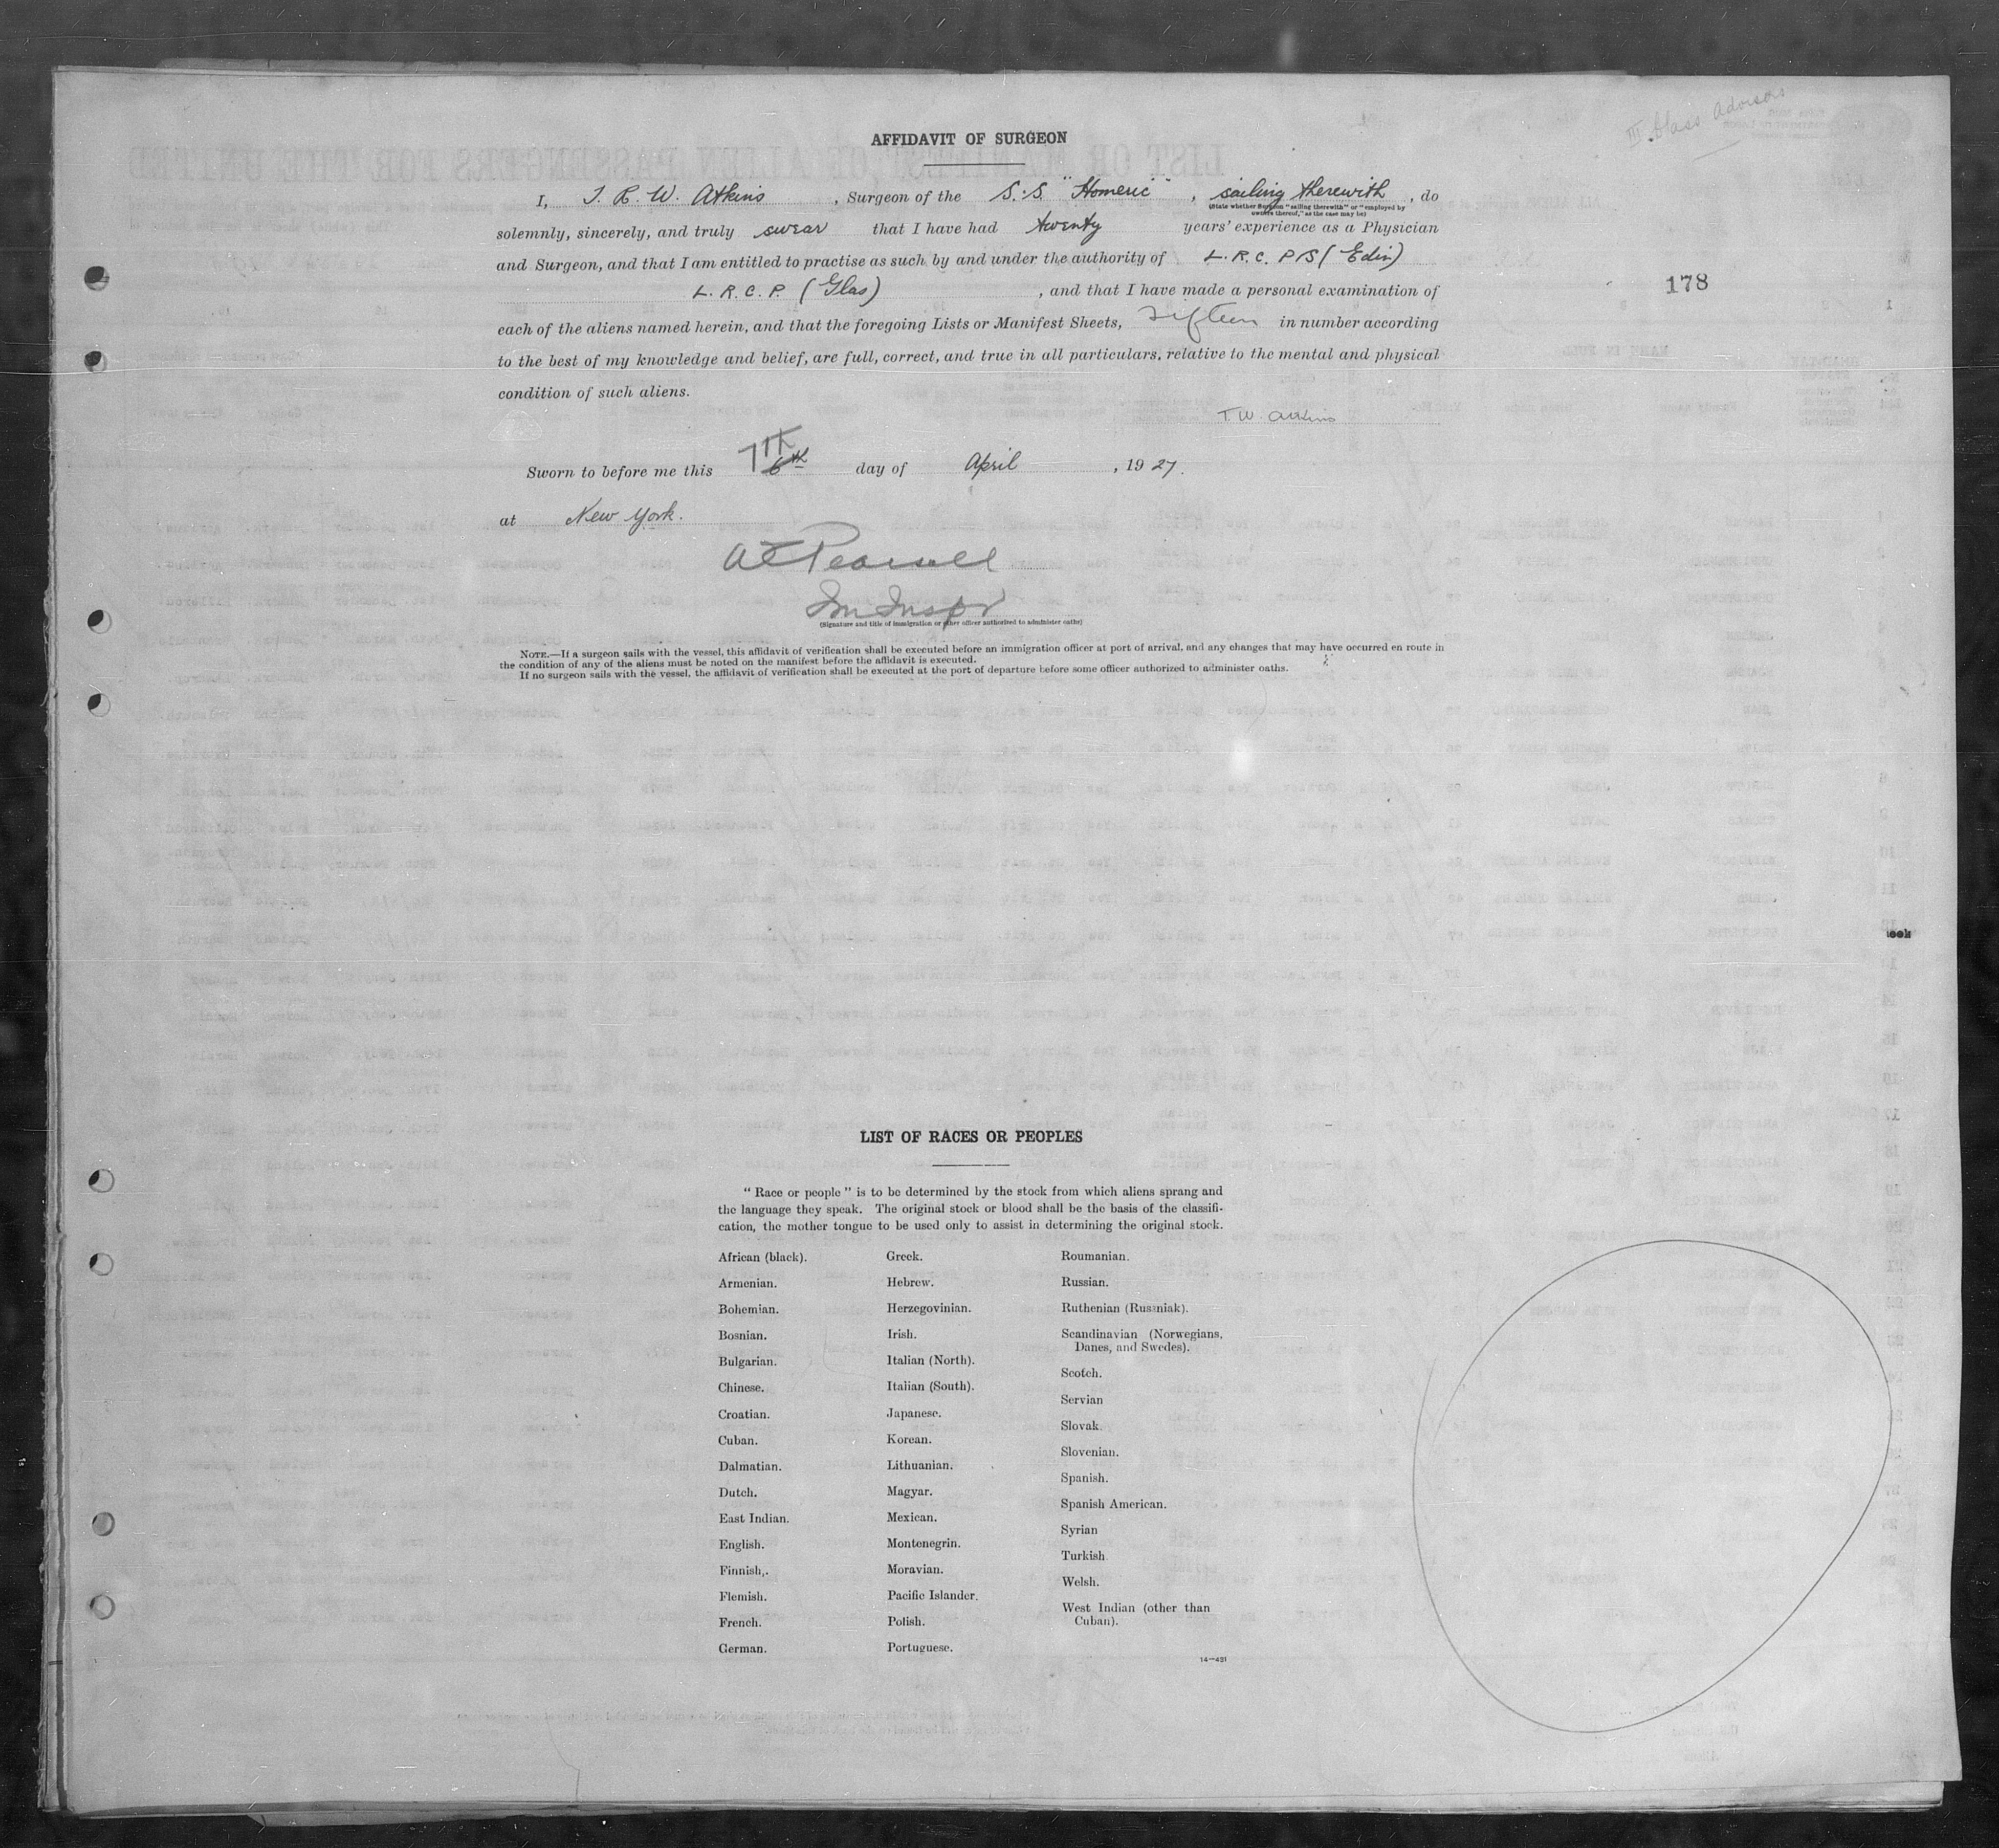 III Class
178
AFFIDAVIT OF SURGEON
I, T. R. W. Atkins, Surgeon of the S.S. "Homeric", sailing therewith, do
(State whether Surgeon "sailing therewith" or "employed by
owners thereof," as the case may be)
solemnly, sincerely, and truly swear that I have had twenty years' experience as a Physician
and Surgeon, and that I am entitled to practise as such by and under the authority of L.R.C.P.S (Edin)
L.R.C.P. (Glas), and that I have made a personal examination of
each of the aliens named herein, and that the foregoing Lists or Manifest Sheets, fifteen in number according
to the best of my knowledge and belief, are full, correct, and true in all particulars, relative to the mental and physical
condition of such aliens.
T W Atkins
Sworn to before me this 7th 6th day of April, 1927.
at New York.
Im Inspr
(Signature and title of immigration or other officer authorized to administer oaths)
NOTE.—If a surgeon sails with the vessel, this affidavit of verification shall be executed before an immigration officer at port of arrival, and any changes that may have occurred en route in
the condition of any of the aliens must be noted on the manifest before the affidavit is executed.
If no surgeon sails with the vessel, the affidavit of verification shall be executed at the port of departure before some officer authorized to administer oaths.
LIST OF RACES OR PEOPLES
"Race or people" is to be determined by the stock from which aliens sprang and
the language they speak. The original stock or blood shall be the basis of the classifi-
cation, the mother tongue to be used only to assist in determining the original stock.
African (black).
Armenian.
Bohemian.
Bosnian.
Bulgarian.
Chinese.
Croatian.
Cuban.
Dalmatian.
Dutch.
East Indian.
English.
Finnish.
Flemish.
French.
German.
Greek.
Hebrew.
Herzegovinian.
Irish.
Italian (North).
Italian (South).
Japanese.
Korean.
Lithuanian.
Magyar.
Mexican.
Montenegrin.
Moravian.
Pacific Islander.
Polish.
Portuguese.
Roumanian.
Russian.
Ruthenian (Russniak).
Scandinavian (Norwegians,
Danes, and Swedes).
Scotch.
Servian
Slovak.
Slovenian.
Spanish.
Spanish American.
Syrian
Turkish.
Welsh.
West Indian (other than
Cuban).
14—431